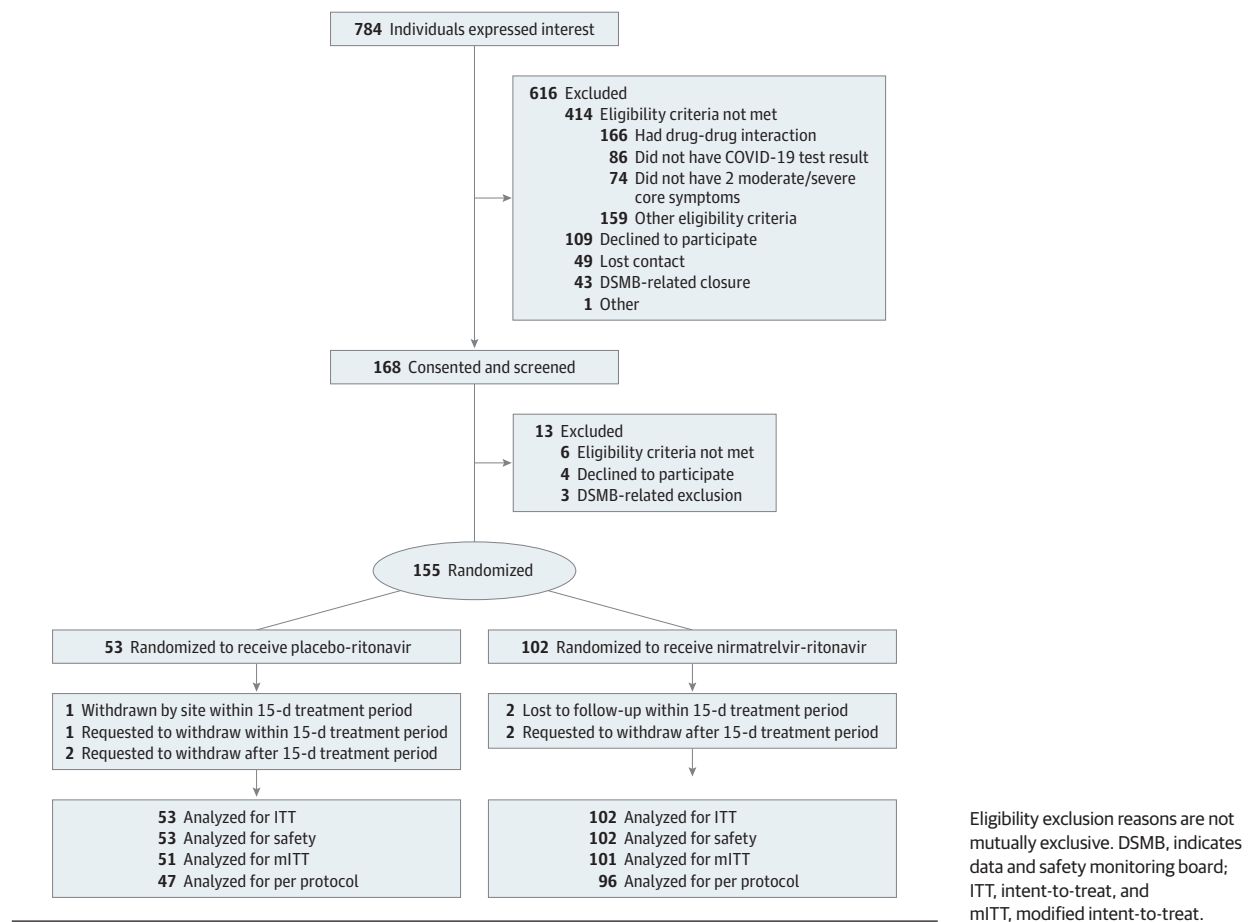 784 Individuals expressed interest
616 Excluded
414 Eligibility criteria not met
166 Had drug-drug interaction
86 Did not have COVID-19 test result
74 Did not have 2 moderate/severe
core symptoms
159 Other eligibility criteria
109 Declined to participate
49 Lost contact
43 DSMB-related closure
1 Other
168 Consented and screened
13 Excluded
6 Eligibility criteria not met
4 Declined to participate
3 DSMB-related exclusion
155 Randomized
53 Randomized to receive placebo-ritonavir
1 Withdrawn by site within 15-d treatment period
1 Requested to withdraw within 15-d treatment period
2 Requested to withdraw after 15-d treatment period
53 Analyzed for ITT
53 Analyzed for safety
51 Analyzed for mITT
47 Analyzed for per protocol
102 Randomized to receive nirmatrelvir-ritonavir
2 Lost to follow-up within 15-d treatment period
2 Requested to withdraw after 15-d treatment period
102 Analyzed for ITT
102 Analyzed for safety
101 Analyzed for mITT
96 Analyzed for per protocol
Eligibility exclusion reasons are not
mutually exclusive. DSMB, indicates
data and safety monitoring board;
ITT, intent-to-treat, and
mITT, modified intent-to-treat.